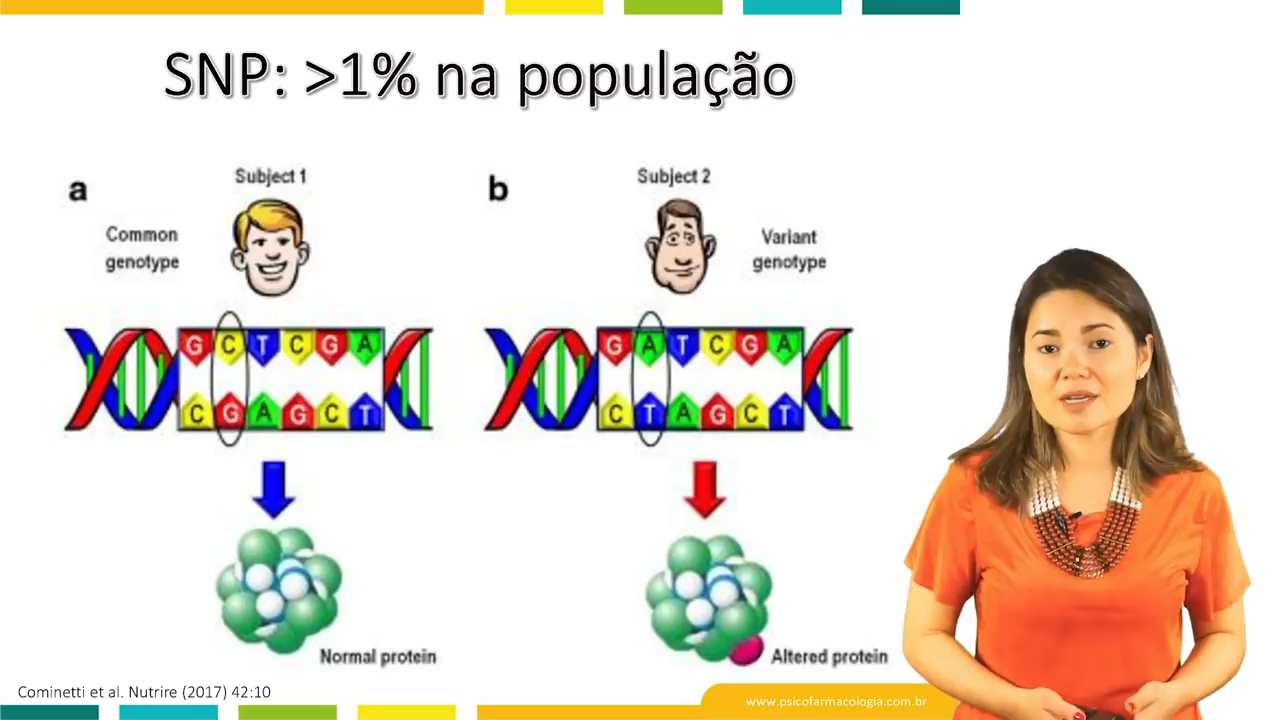 SNP: >1% na população
a
Subject 1
Common
genotype
G C T C G A
C G A G C T
Normal protein
b
Subject 2
Variant
genotype
G A T C G A
C T A G C T
Altered protein
Cominetti et al. Nutrire (2017) 42:10
www.psicofarmacologia.com.br